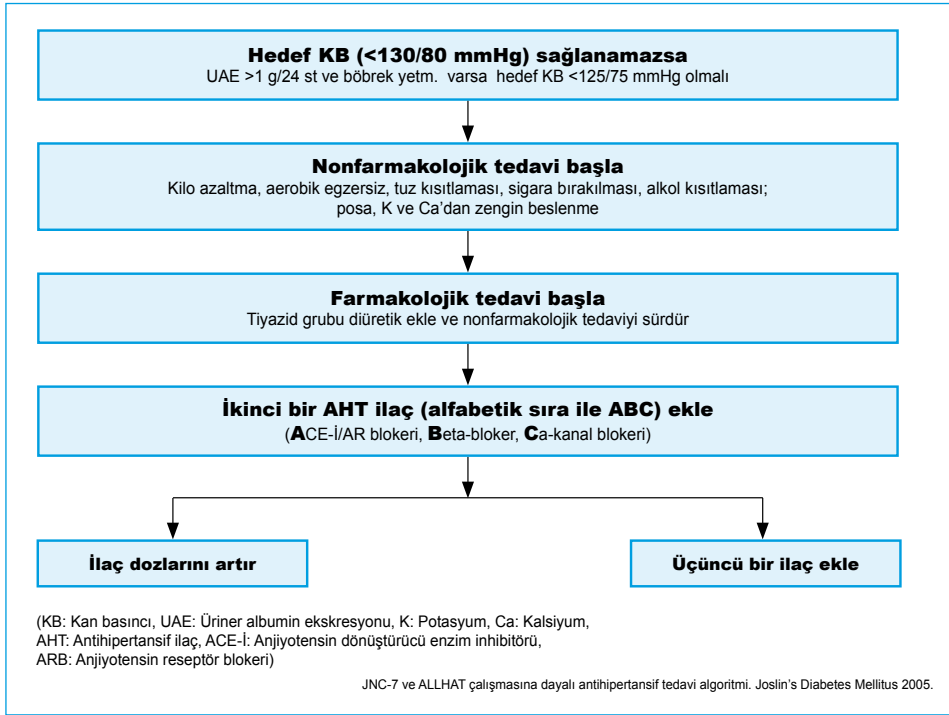 Hedef KB (<130/80 mmHg) sağlanamazsa
UAE >1 g/24 st ve böbrek yetm. varsa hedef KB <125/75 mmHg olmalı
Nonfarmakolojik tedavi başla
Kilo azaltma, aerobik egzersiz, tuz kısıtlaması, sigara bırakılması, alkol kısıtlaması;
posa, K ve Ca’dan zengin beslenme
Farmakolojik tedavi başla
Tiyazid grubu diüretik ekle ve nonfarmakolojik tedaviyi sürdür
İkinci bir AHT ilaç (alfabetik sıra ile ABC) ekle
(ACE-İ/AR blokeri, Beta-bloker, Ca-kanal blokeri)
İlaç dozlarını artır
Üçüncü bir ilaç ekle
(KB: Kan basıncı, UAE: Üriner albumin ekskresyonu, K: Potasyum, Ca: Kalsiyum,
AHT: Antihipertansif ilaç, ACE-İ: Anjiyotensin dönüştürücü enzim inhibitörü,
ARB: Anjiyotensin reseptör blokeri)
JNC-7 ve ALLHAT çalışmasına dayalı antihipertansif tedavi algoritmi. Joslin’s Diabetes Mellitus 2005.